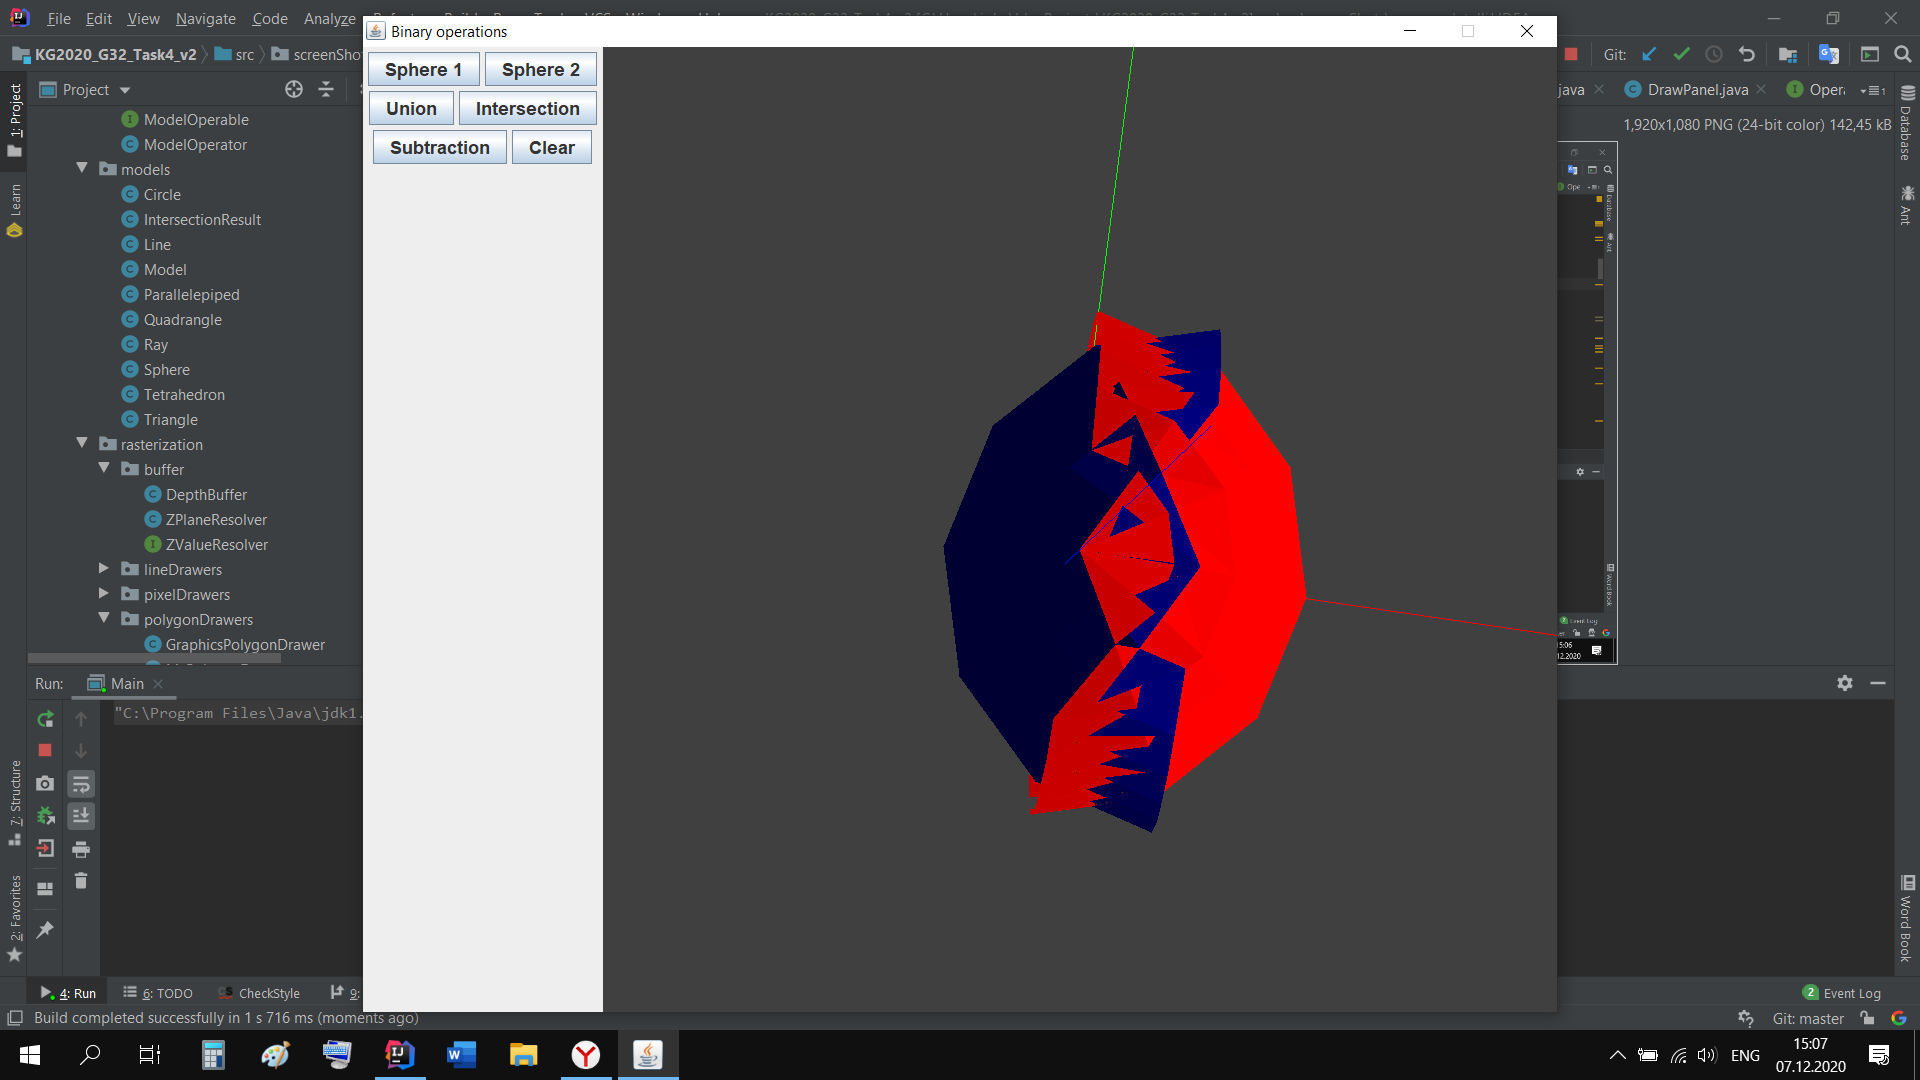 File Edit View Navigate Code Analyze
Binary operations
KG2020_G32_Task4_v2 src screenSho
Git:
Sphere 1 Sphere 2
Union Intersection
Subtraction Clear
Project
java DrawPanel.java Opera
1,920x1,080 PNG (24-bit color) 142,45 kB
1: Project
Learn
7: Structure
2: Favorites
Database
Ant
Word Book
ModelOperable
ModelOperator
models
Circle
IntersectionResult
Line
Model
Parallelepiped
Quadrangle
Ray
Sphere
Tetrahedron
Triangle
rasterization
buffer
DepthBuffer
ZPlaneResolver
ZValueResolver
lineDrawers
pixelDrawers
polygonDrawers
GraphicsPolygonDrawer
Run: Main
"C:\Program Files\Java\jdk1.
4: Run 6: TODO CheckStyle 9:
2 Event Log
Build completed successfully in 1 s 716 ms (moments ago)
Git: master
ENG
15:07
07.12.2020